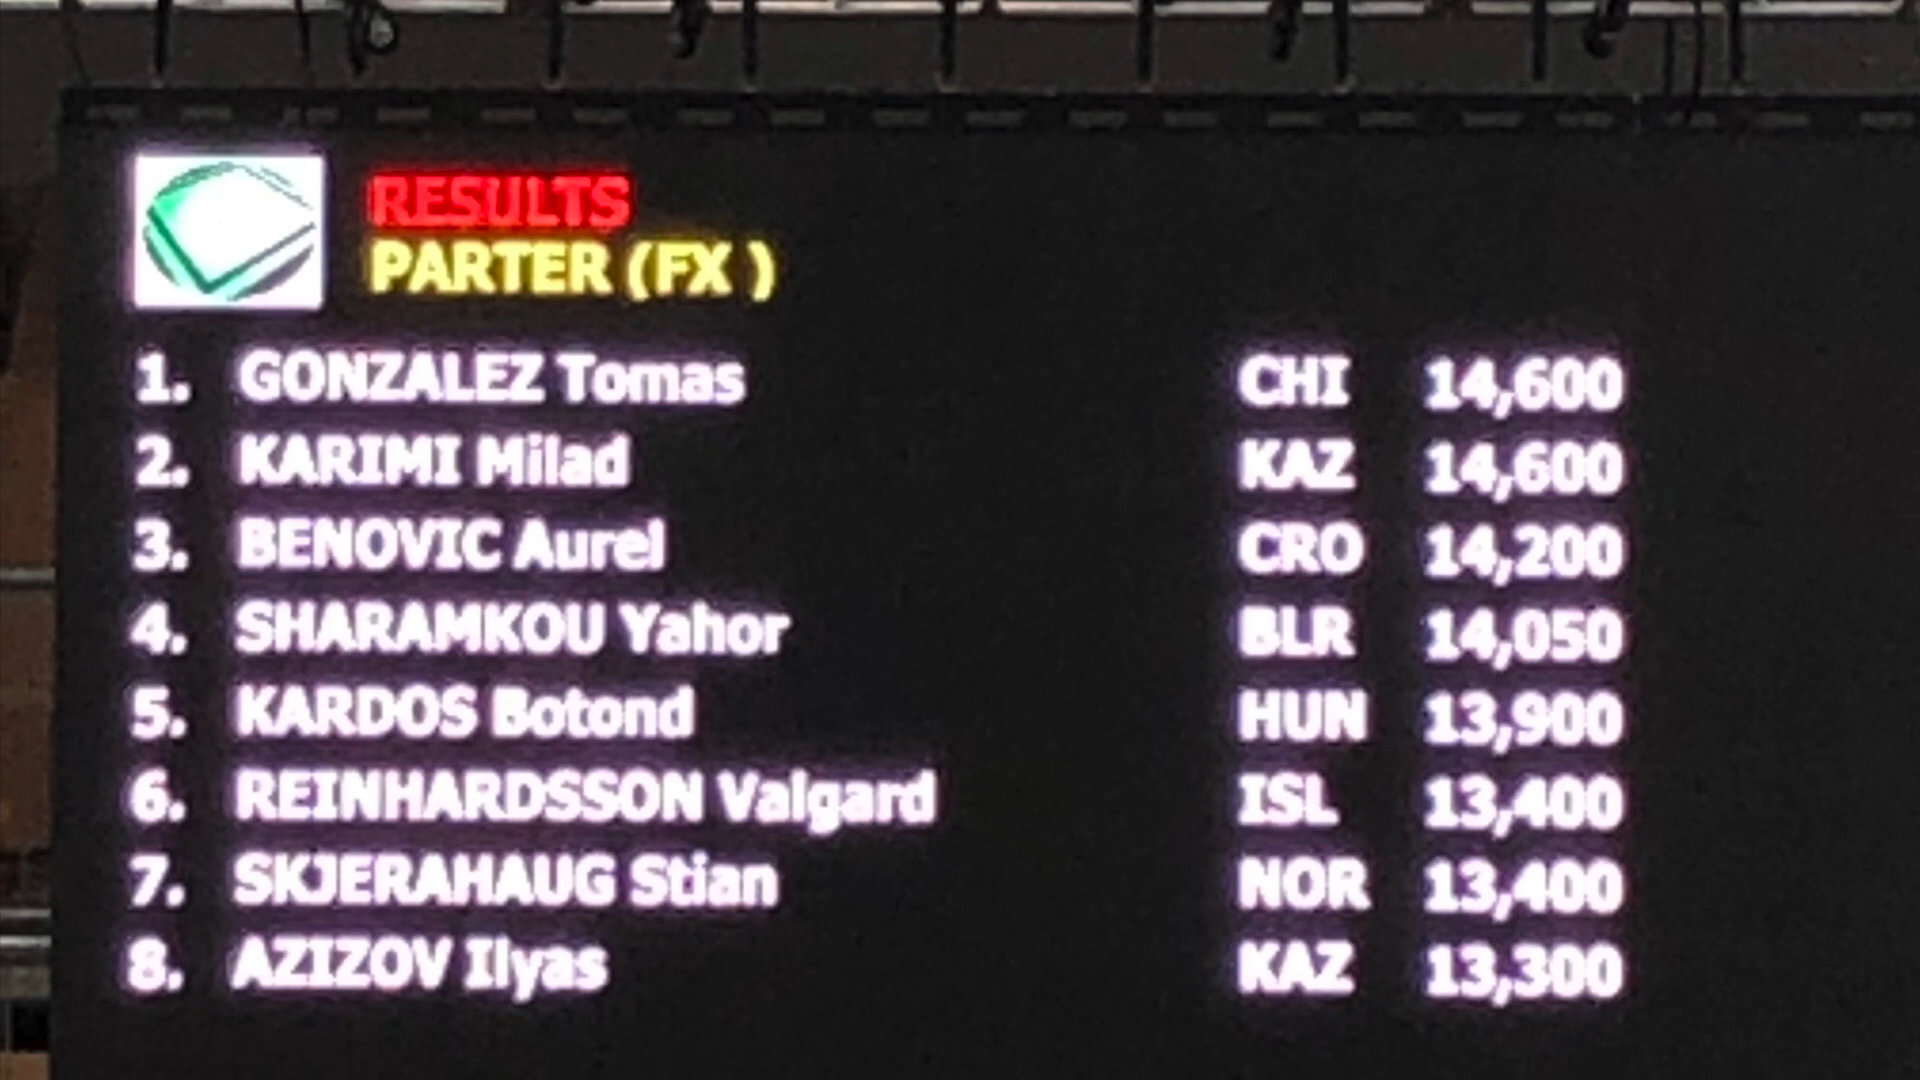 RESULTS
PARTER (FX )
1. GONZALEZ Tomas CHI 14,600
2. KARIMI Milad KAZ 14,600
3. BENOVIC Aurel CRO 14,200
4. SHARAMKOU Yahor BLR 14,050
5. KARDOS Botond HUN 13,900
6. REINHARDSSON Valgard ISL 13,400
7. SKJERAHAUG Stian NOR 13,400
8. AZIZOV Ilyas KAZ 13,300